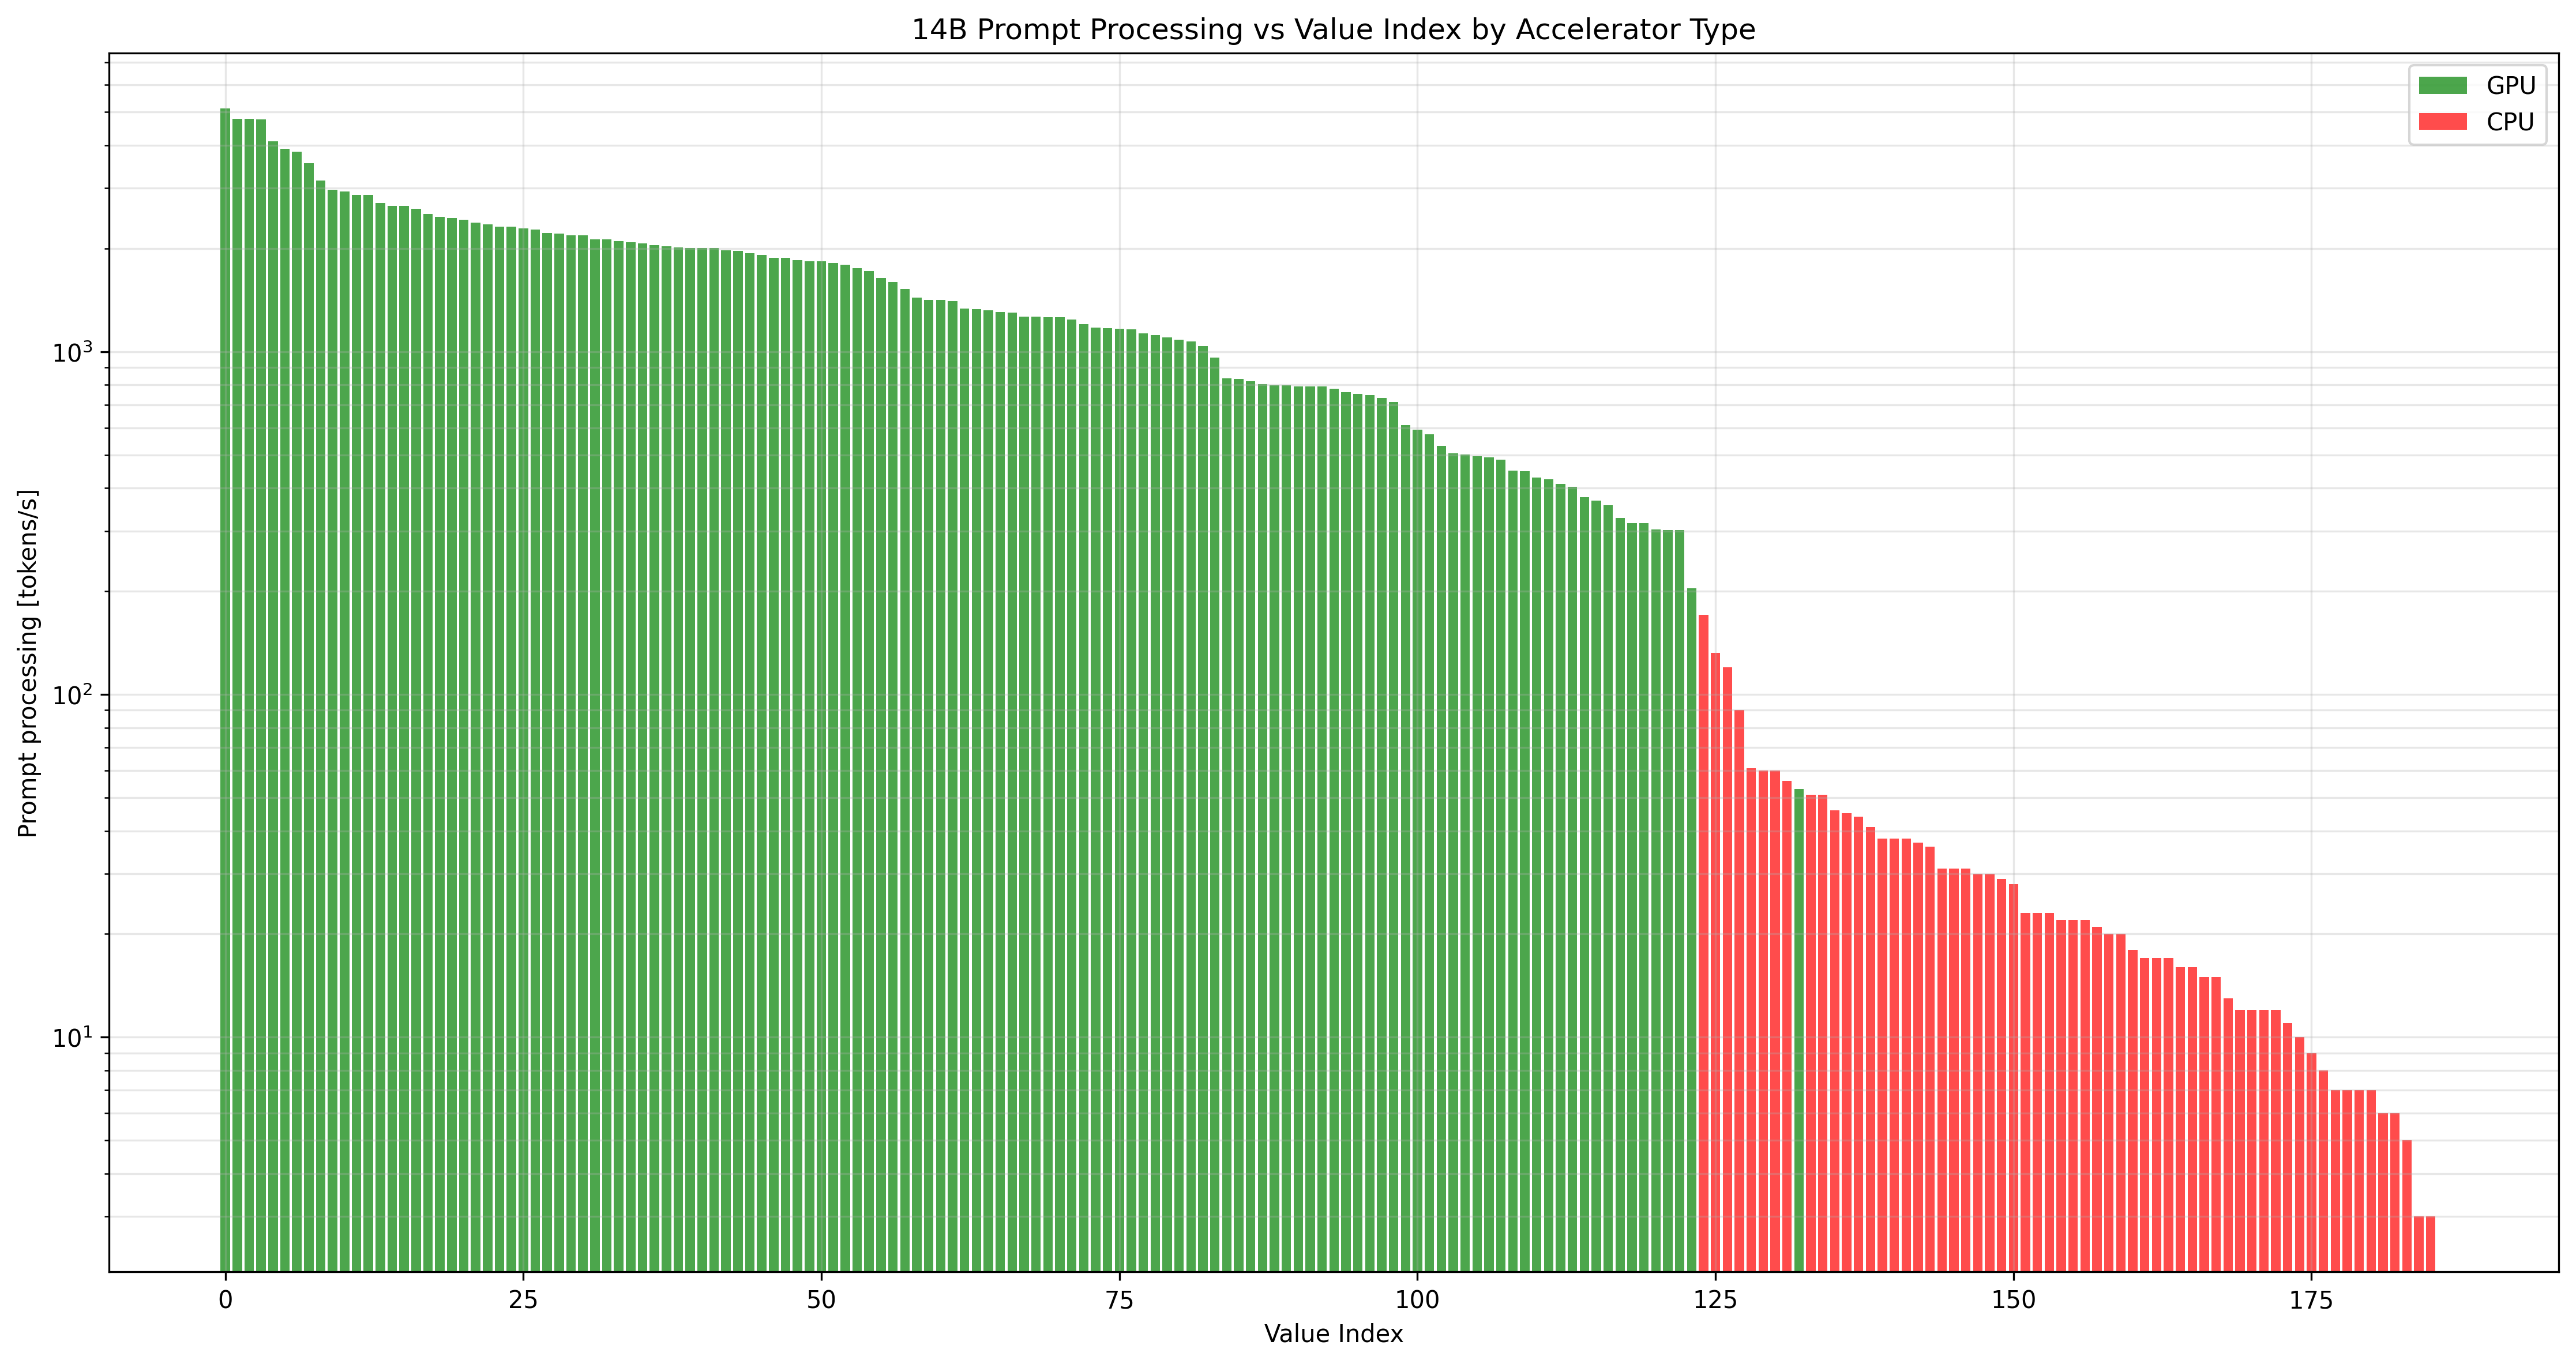 14B Prompt Processing vs Value Index by Accelerator Type
GPU
CPU
Prompt processing [tokens/s]
10³
10²
10¹
0 25 50 75 100 125 150 175
Value Index